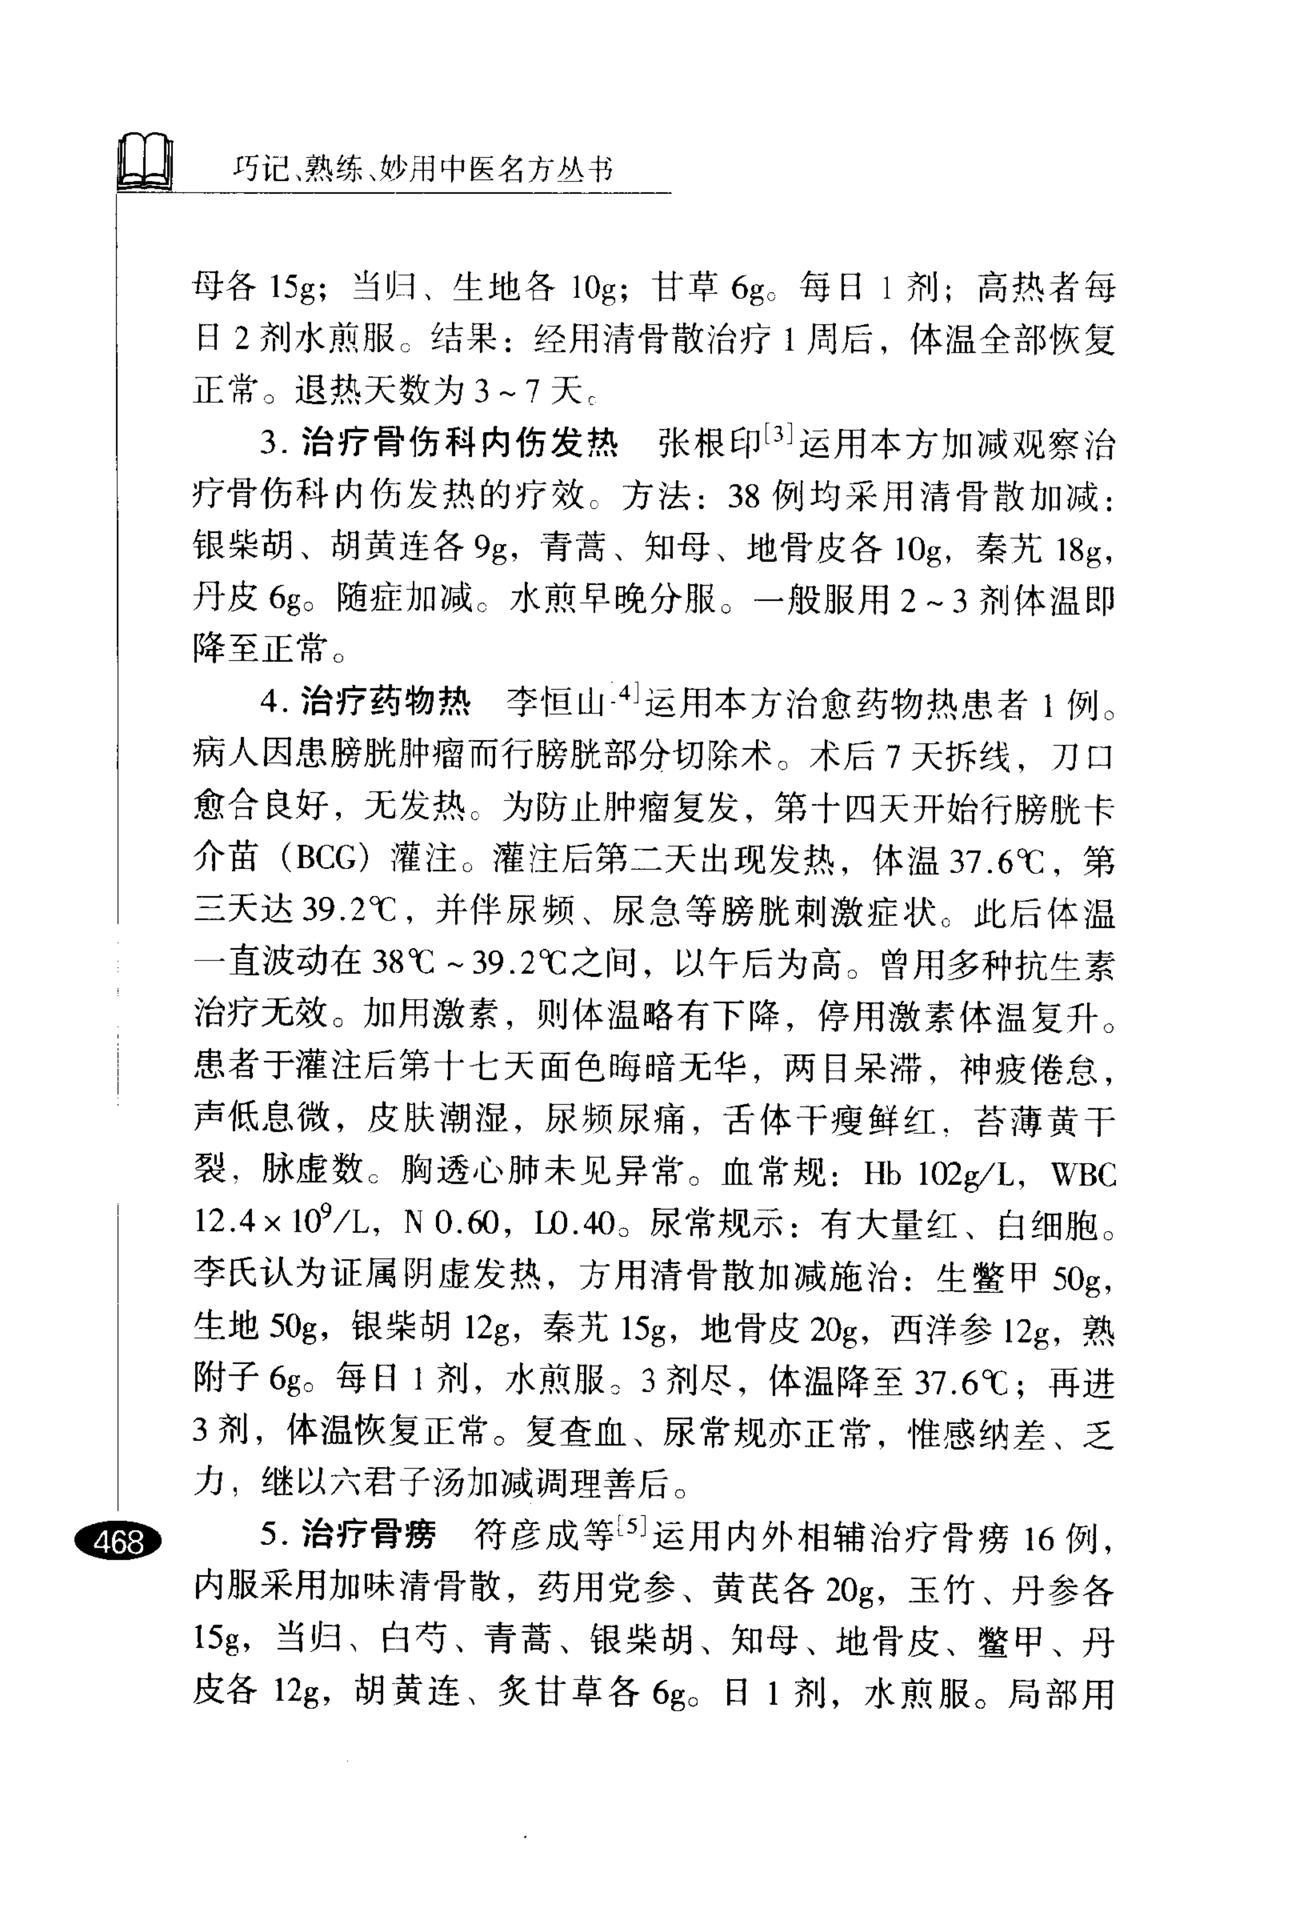 巧记、熟练、妙用中医名方丛书
母各 15g；当归、生地各 10g；甘草 6g。每日 1 剂；高热者每
日 2 剂水煎服。结果：经用清骨散治疗 1 周后，体温全部恢复
正常。退热天数为 3～7 天。
3. 治疗骨伤科内伤发热　张根印[3]运用本方加减观察治
疗骨伤科内伤发热的疗效。方法：38 例均采用清骨散加减：
银柴胡、胡黄连各 9g，青蒿、知母、地骨皮各 10g，秦艽 18g，
丹皮 6g。随症加减。水煎早晚分服。一般服用 2～3 剂体温即
降至正常。
4. 治疗药物热　李恒山[4]运用本方治愈药物热患者 1 例。
病人因患膀胱肿瘤而行膀胱部分切除术。术后 7 天拆线，刀口
愈合良好，无发热。为防止肿瘤复发，第十四天开始行膀胱卡
介苗（BCG）灌注。灌注后第二天出现发热，体温 37.6℃，第
三天达 39.2℃，并伴尿频、尿急等膀胱刺激症状。此后体温
一直波动在 38℃～39.2℃之间，以午后为高。曾用多种抗生素
治疗无效。加用激素，则体温略有下降，停用激素体温复升。
患者于灌注后第十七天面色晦暗无华，两目呆滞，神疲倦怠，
声低息微，皮肤潮湿，尿频尿痛，舌体干瘦鲜红，苔薄黄干
裂，脉虚数。胸透心肺未见异常。血常规：Hb 102g/L，WBC
12.4×10⁹/L，N 0.60，L0.40。尿常规示：有大量红、白细胞。
李氏认为证属阴虚发热，方用清骨散加减施治：生鳖甲 50g，
生地 50g，银柴胡 12g，秦艽 15g，地骨皮 20g，西洋参 12g，熟
附子 6g。每日 1 剂，水煎服。3 剂尽，体温降至 37.6℃；再进
3 剂，体温恢复正常。复查血、尿常规亦正常，惟感纳差、乏
力，继以六君子汤加减调理善后。
5. 治疗骨痨　符彦成等[5]运用内外相辅治疗骨痨 16 例，
内服采用加味清骨散，药用党参、黄芪各 20g，玉竹、丹参各
15g，当归、白芍、青蒿、银柴胡、知母、地骨皮、鳖甲、丹
皮各 12g，胡黄连、炙甘草各 6g。日 1 剂，水煎服。局部用
468